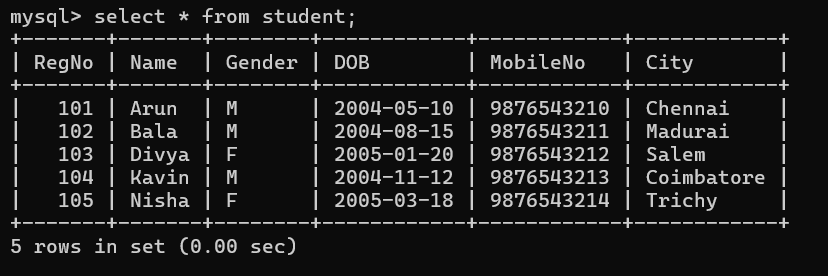 mysql> select * from student;
+-------+-------+--------+------------+------------+------------+
| RegNo | Name  | Gender | DOB        | MobileNo   | City       |
+-------+-------+--------+------------+------------+------------+
|   101 | Arun  | M      | 2004-05-10 | 9876543210 | Chennai    |
|   102 | Bala  | M      | 2004-08-15 | 9876543211 | Madurai    |
|   103 | Divya | F      | 2005-01-20 | 9876543212 | Salem      |
|   104 | Kavin | M      | 2004-11-12 | 9876543213 | Coimbatore |
|   105 | Nisha | F      | 2005-03-18 | 9876543214 | Trichy     |
+-------+-------+--------+------------+------------+------------+
5 rows in set (0.00 sec)